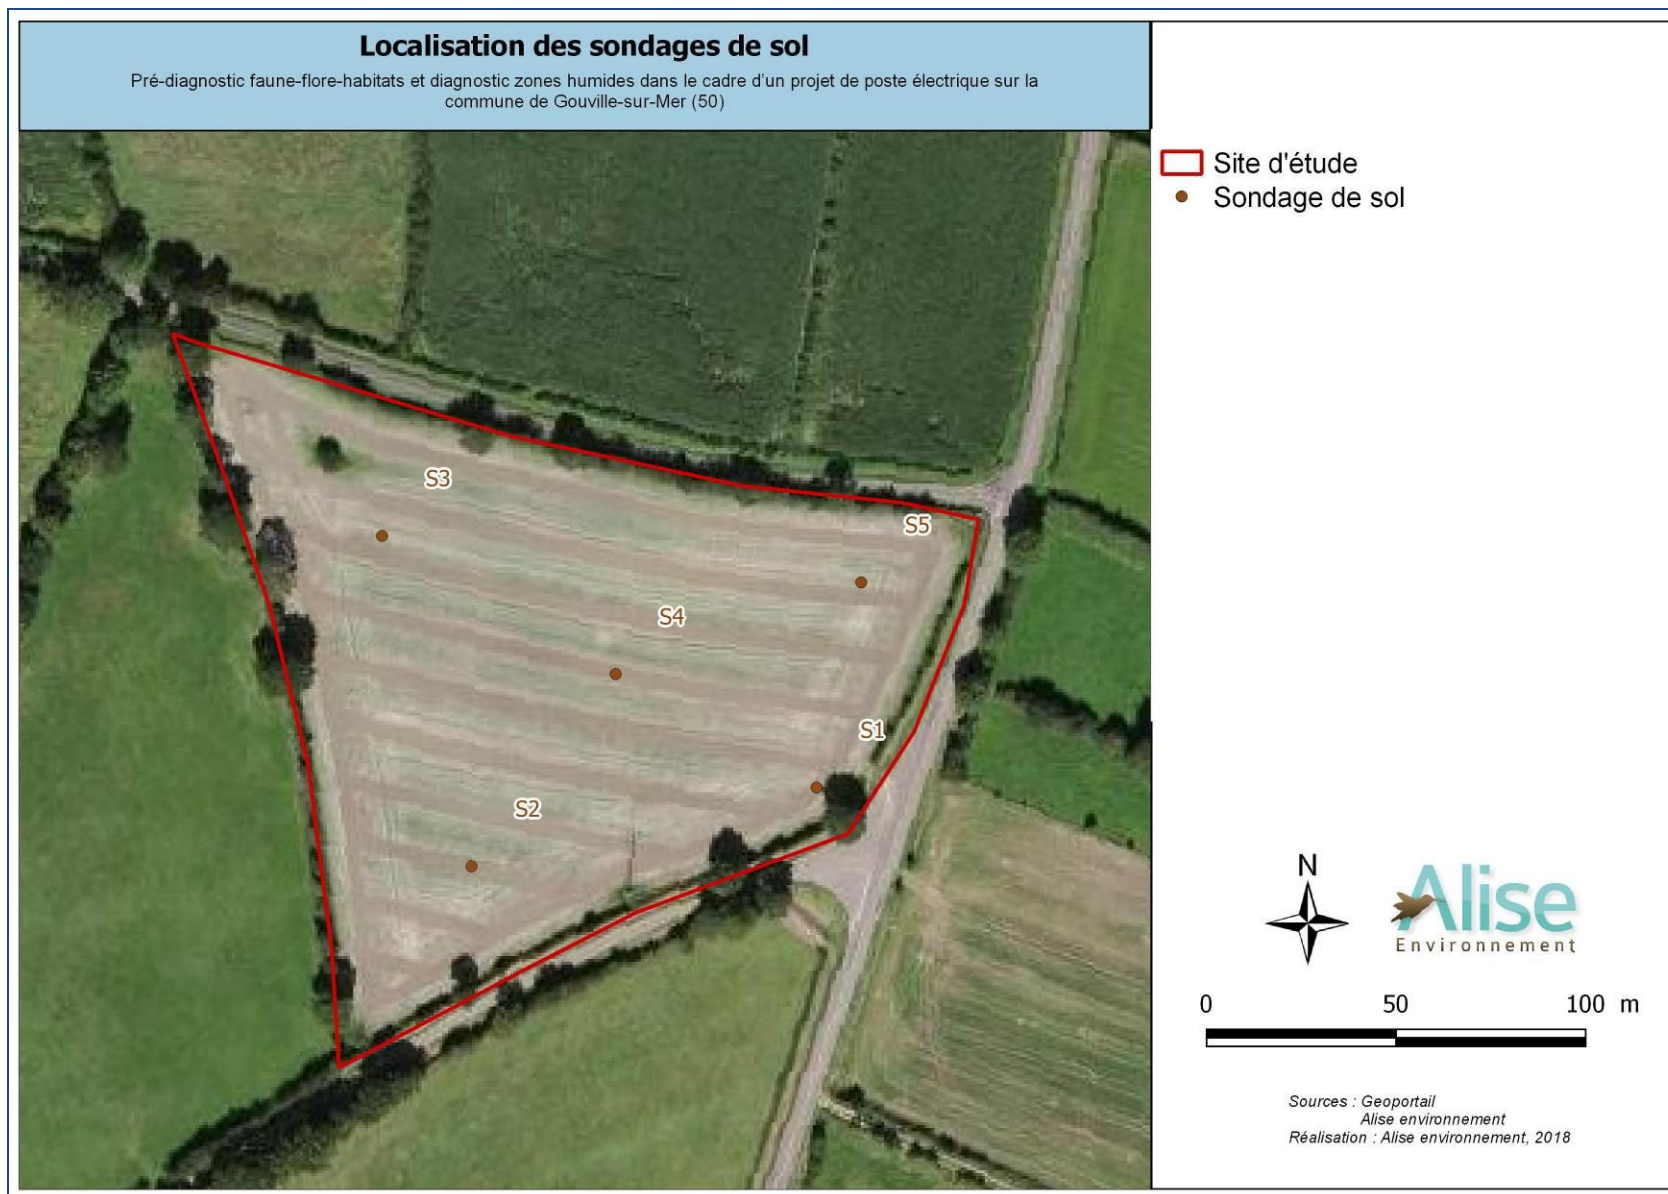 Localisation des sondages de sol
Pré-diagnostic faune-flore-habitats et diagnostic zones humides dans le cadre d'un projet de poste électrique sur la
commune de Gouville-sur-Mer (50)
Site d'étude
Sondage de sol
S3
S5
S4
S1
S2
N
Alise
Environnement
0 50 100 m
Sources : Geoportail
Alise environnement
Réalisation : Alise environnement, 2018